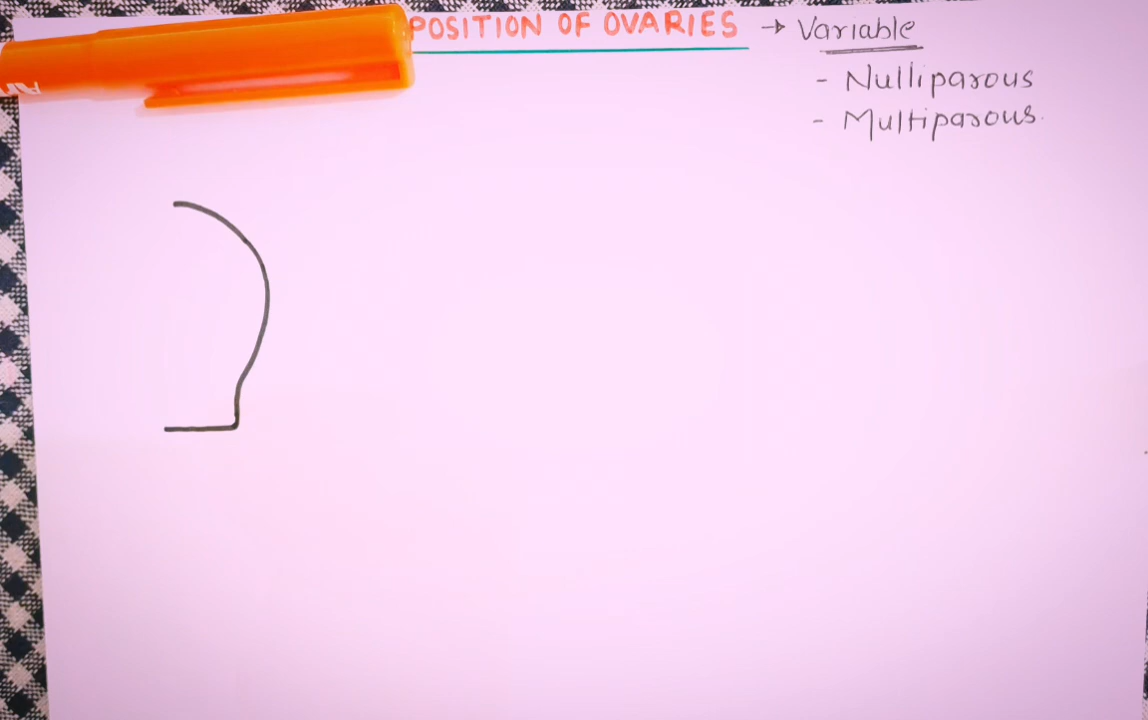 POSITION OF OVARIES → Variable
- Nulliparous
- Multiparous.